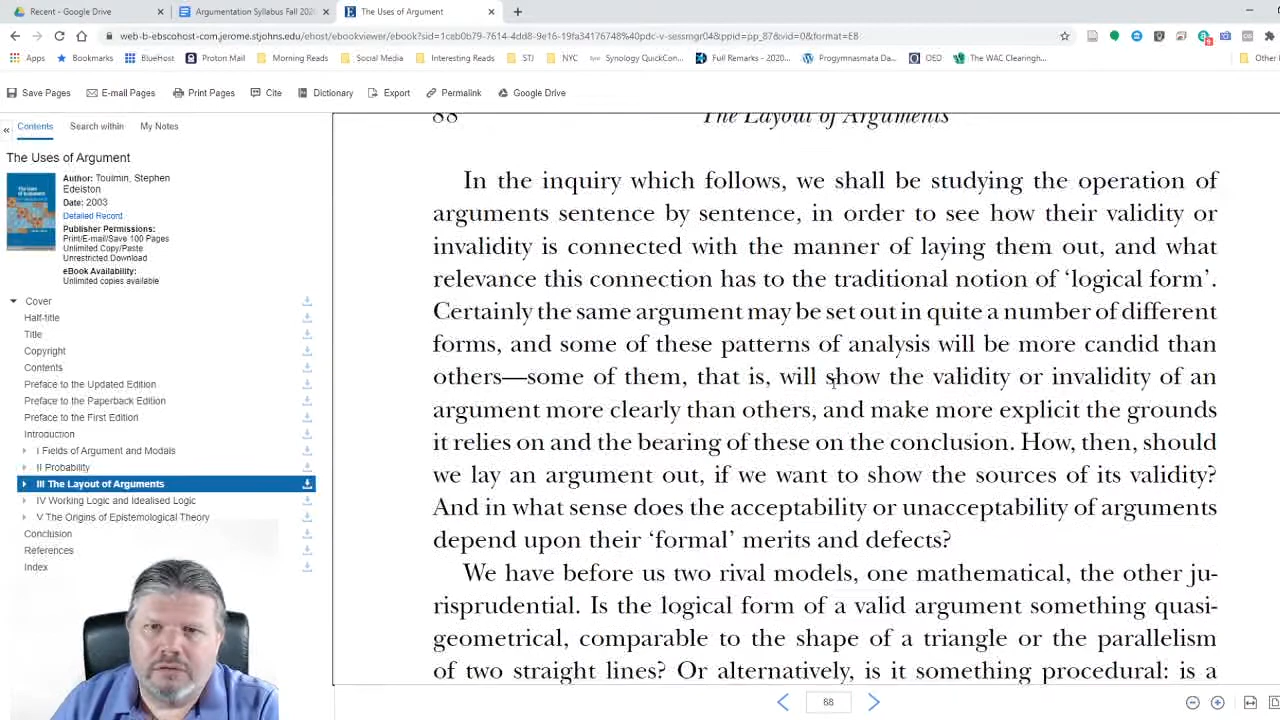 Recent - Google Drive
Argumentation Syllabus Fall 202
The Uses of Argument
web-b-ebscohost-com.jerome.stjohns.edu/ehost/ebookviewer/ebook?sid=1ceb0b79-7614-4dd8-9e16-19fa34176748%40pdc-v-sessmgr04&ppid=pp_87&vid=0&format=EB
Apps
Bookmarks
BlueHost
Proton Mail
Morning Reads
Social Media
Interesting Reads
STJ
NYC
Synology QuickCon...
Full Remarks - 2020...
Progymnasmata Da...
OED
The WAC Clearingh...
Other
Save Pages
E-mail Pages
Print Pages
Cite
Dictionary
Export
Permalink
Google Drive
Contents
Search within
My Notes
The Uses of Argument
Author: Toulmin, Stephen
Edelston
Date: 2003
Detailed Record
Publisher Permissions:
Print/E-mail/Save 100 Pages
Unlimited Copy/Paste
Unrestricted Download
eBook Availability:
Unlimited copies available
Cover
Half-title
Title
Copyright
Contents
Preface to the Updated Edition
Preface to the Paperback Edition
Preface to the First Edition
Introduction
I Fields of Argument and Modals
II Probability
III The Layout of Arguments
IV Working Logic and Idealised Logic
V The Origins of Epistemological Theory
Conclusion
References
Index
88 The Layout of Arguments
In the inquiry which follows, we shall be studying the operation of
arguments sentence by sentence, in order to see how their validity or
invalidity is connected with the manner of laying them out, and what
relevance this connection has to the traditional notion of ‘logical form’.
Certainly the same argument may be set out in quite a number of different
forms, and some of these patterns of analysis will be more candid than
others—some of them, that is, will show the validity or invalidity of an
argument more clearly than others, and make more explicit the grounds
it relies on and the bearing of these on the conclusion. How, then, should
we lay an argument out, if we want to show the sources of its validity?
And in what sense does the acceptability or unacceptability of arguments
depend upon their ‘formal’ merits and defects?
We have before us two rival models, one mathematical, the other ju-
risprudential. Is the logical form of a valid argument something quasi-
geometrical, comparable to the shape of a triangle or the parallelism
of two straight lines? Or alternatively, is it something procedural: is a
88